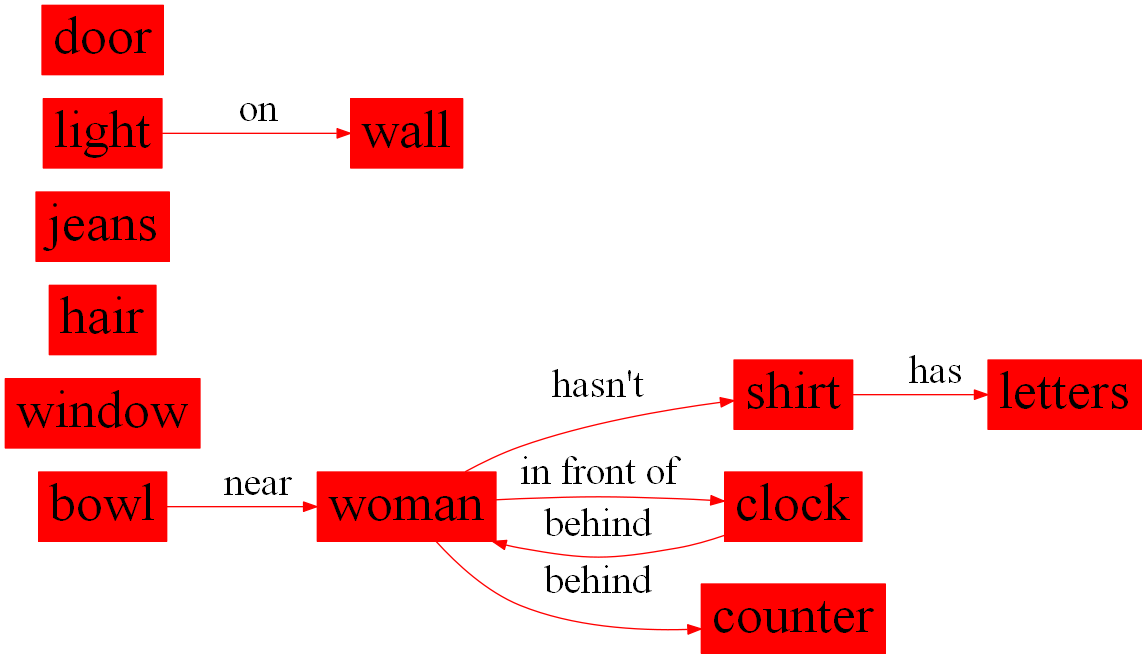 door
light
on
wall
jeans
hair
window
hasn't
shirt
has
letters
bowl
near
woman
in front of
clock
behind
behind
counter